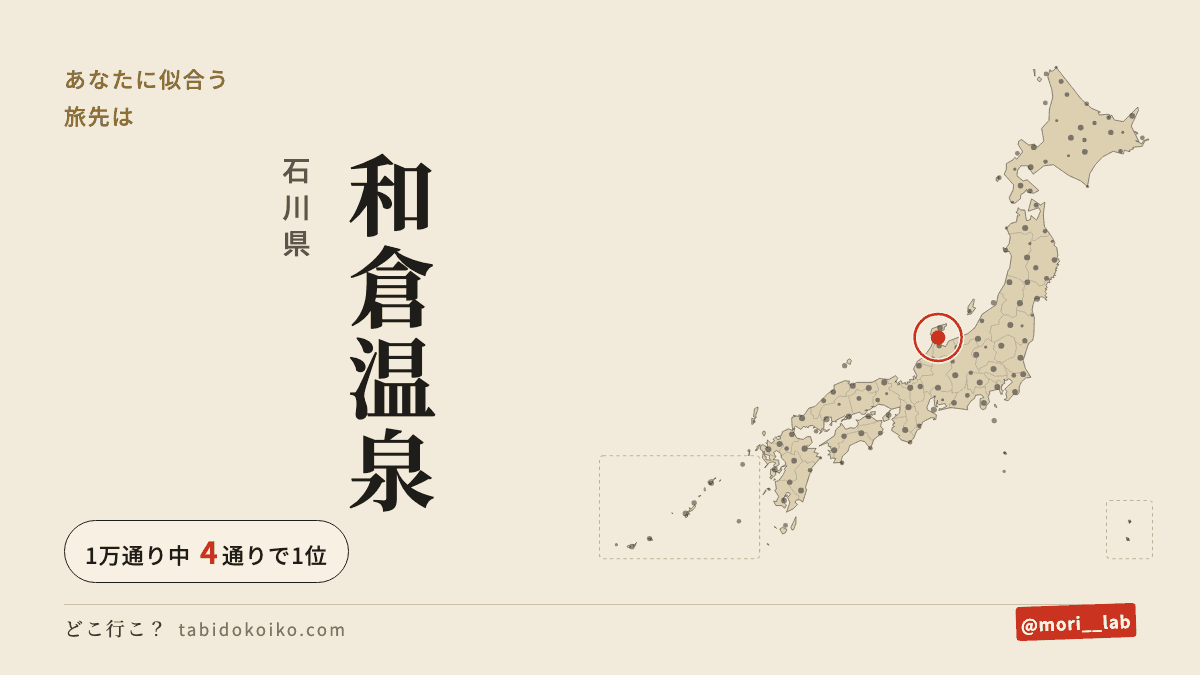 あなたに似合う
旅先は
和倉温泉
石川県
1万通り中 4通りで1位
どこ行こ? tabidokoiko.com
@mori__lab